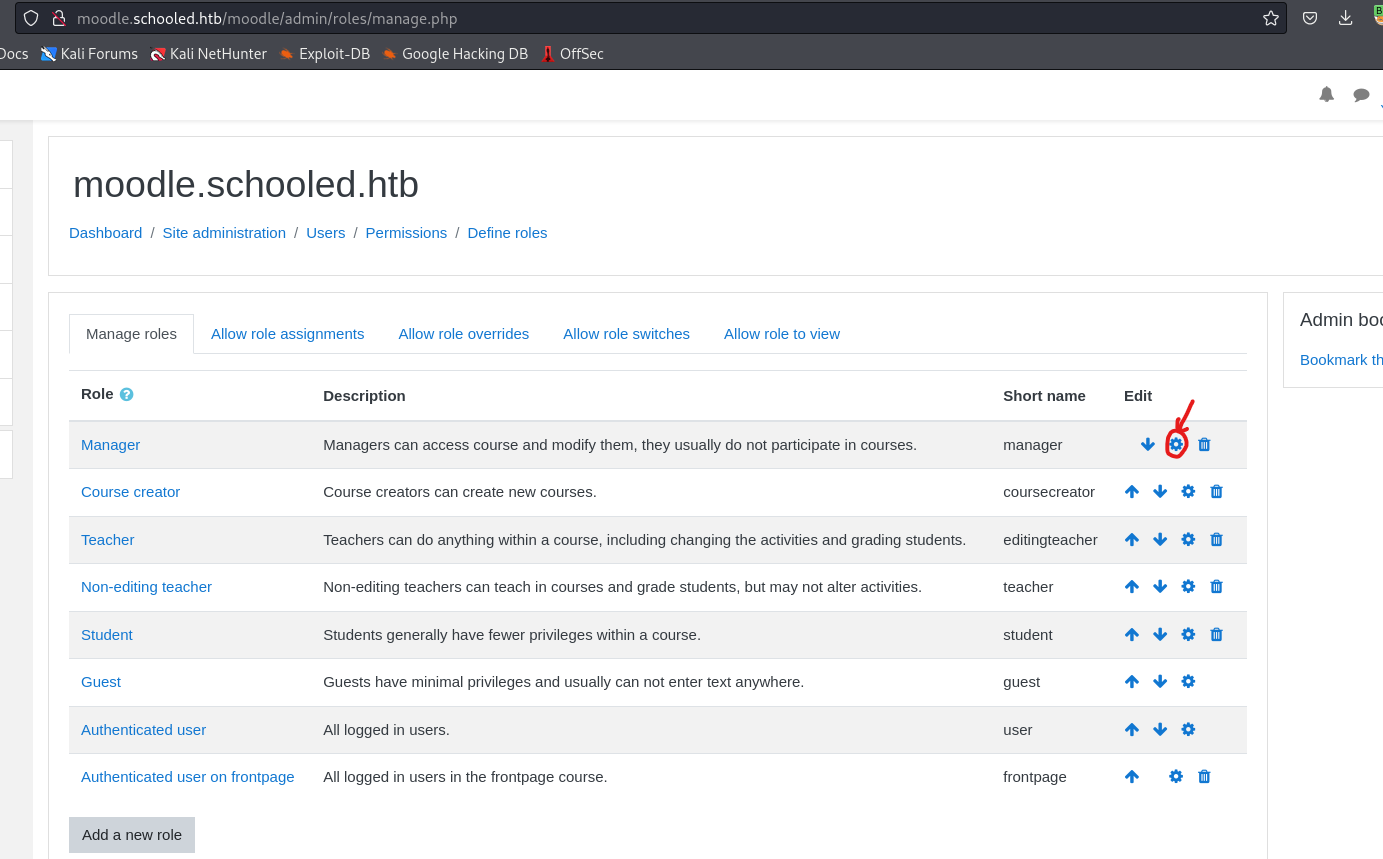 moodle.schooled.htb/moodle/admin/roles/manage.php
Docs Kali Forums Kali NetHunter Exploit-DB Google Hacking DB OffSec
moodle.schooled.htb
Dashboard / Site administration / Users / Permissions / Define roles
Manage roles Allow role assignments Allow role overrides Allow role switches Allow role to view
Admin boo
Bookmark th
Role ? Description Short name Edit
Manager Managers can access course and modify them, they usually do not participate in courses. manager
Course creator Course creators can create new courses. coursecreator
Teacher Teachers can do anything within a course, including changing the activities and grading students. editingteacher
Non-editing teacher Non-editing teachers can teach in courses and grade students, but may not alter activities. teacher
Student Students generally have fewer privileges within a course. student
Guest Guests have minimal privileges and usually can not enter text anywhere. guest
Authenticated user All logged in users. user
Authenticated user on frontpage All logged in users in the frontpage course. frontpage
Add a new role